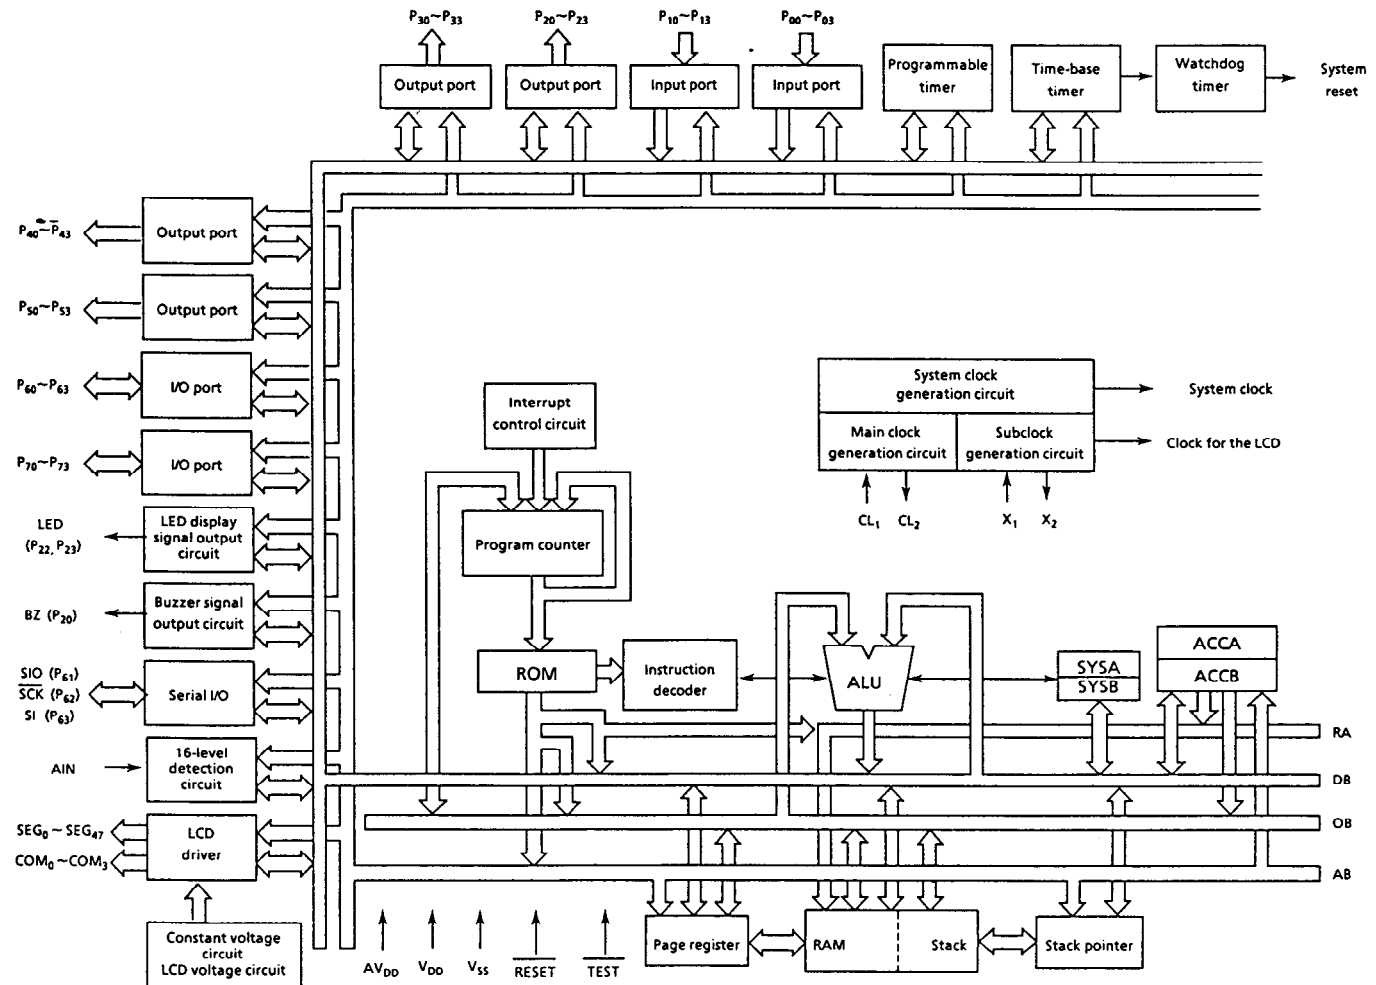 P30~P33
P20~P23
P10~P13
P00~P03
Output port
Output port
Input port
Input port
Programmable
timer
Time-base
timer
Watchdog
timer
System
reset
P40~P43
Output port
P50~P53
Output port
P60~P63
I/O port
P70~P73
I/O port
LED
(P22, P23)
LED display
signal output
circuit
BZ (P20)
Buzzer signal
output circuit
SIO (P61)
SCK (P62)
SI (P63)
Serial I/O
AIN
16-level
detection
circuit
SEG0~SEG47
COM0~COM3
LCD
driver
Constant voltage
circuit
LCD voltage circuit
Interrupt
control circuit
Program counter
ROM
Instruction
decoder
System clock
generation circuit
Main clock
generation circuit
Subclock
generation circuit
System clock
Clock for the LCD
CL1
CL2
X1
X2
ALU
SYSA
SYSB
ACCA
ACCB
RA
DB
OB
AB
AVDD
VDD
VSS
RESET
TEST
Page register
RAM
Stack
Stack pointer